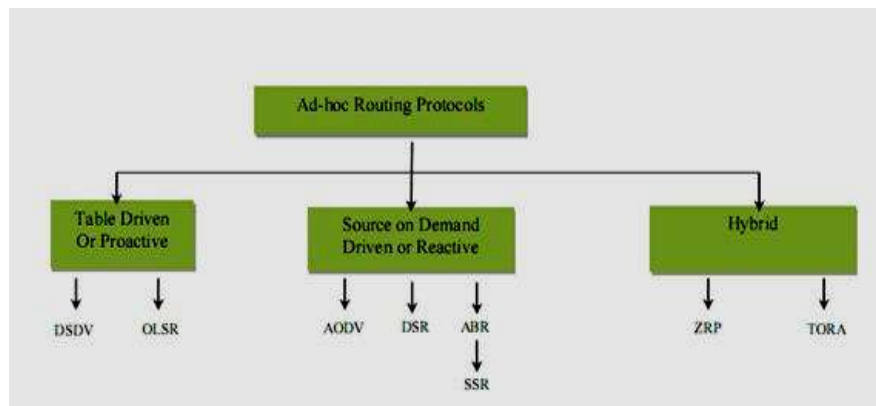 Ad-hoc Routing Protocols
Table Driven
Or Proactive
Source on Demand
Driven or Reactive
Hybrid
DSDV
OLSR
AODV
DSR
ABR
ZRP
TORA
SSR